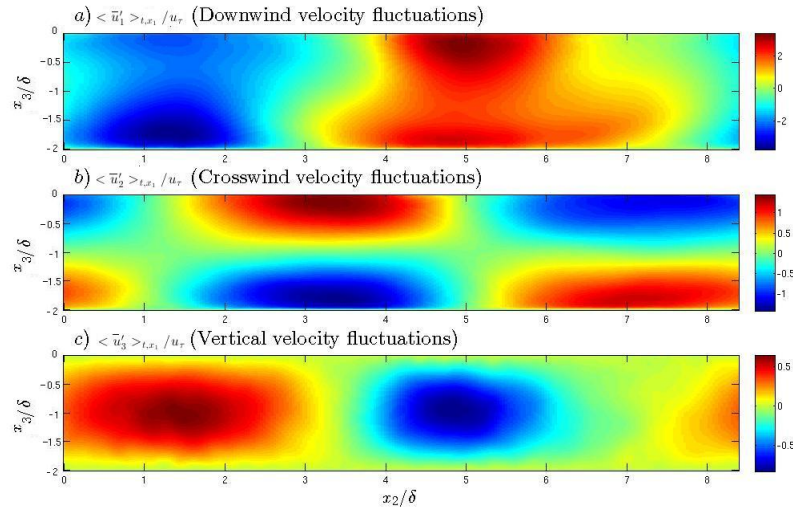 a) < ū′₁ >ₜ,ₓ₁ / u_τ (Downwind velocity fluctuations)
x₃/δ
0
-0.5
-1
-1.5
-2
0 1 2 3 4 5 6 7 8
2
0
-2
b) < ū′₂ >ₜ,ₓ₁ / u_τ (Crosswind velocity fluctuations)
x₃/δ
0
-0.5
-1
-1.5
-2
0 1 2 3 4 5 6 7 8
1
0.5
0
-0.5
-1
c) < ū′₃ >ₜ,ₓ₁ / u_τ (Vertical velocity fluctuations)
x₃/δ
0
-0.5
-1
-1.5
-2
0 1 2 3 4 5 6 7 8
x₂/δ
0.5
0
-0.5